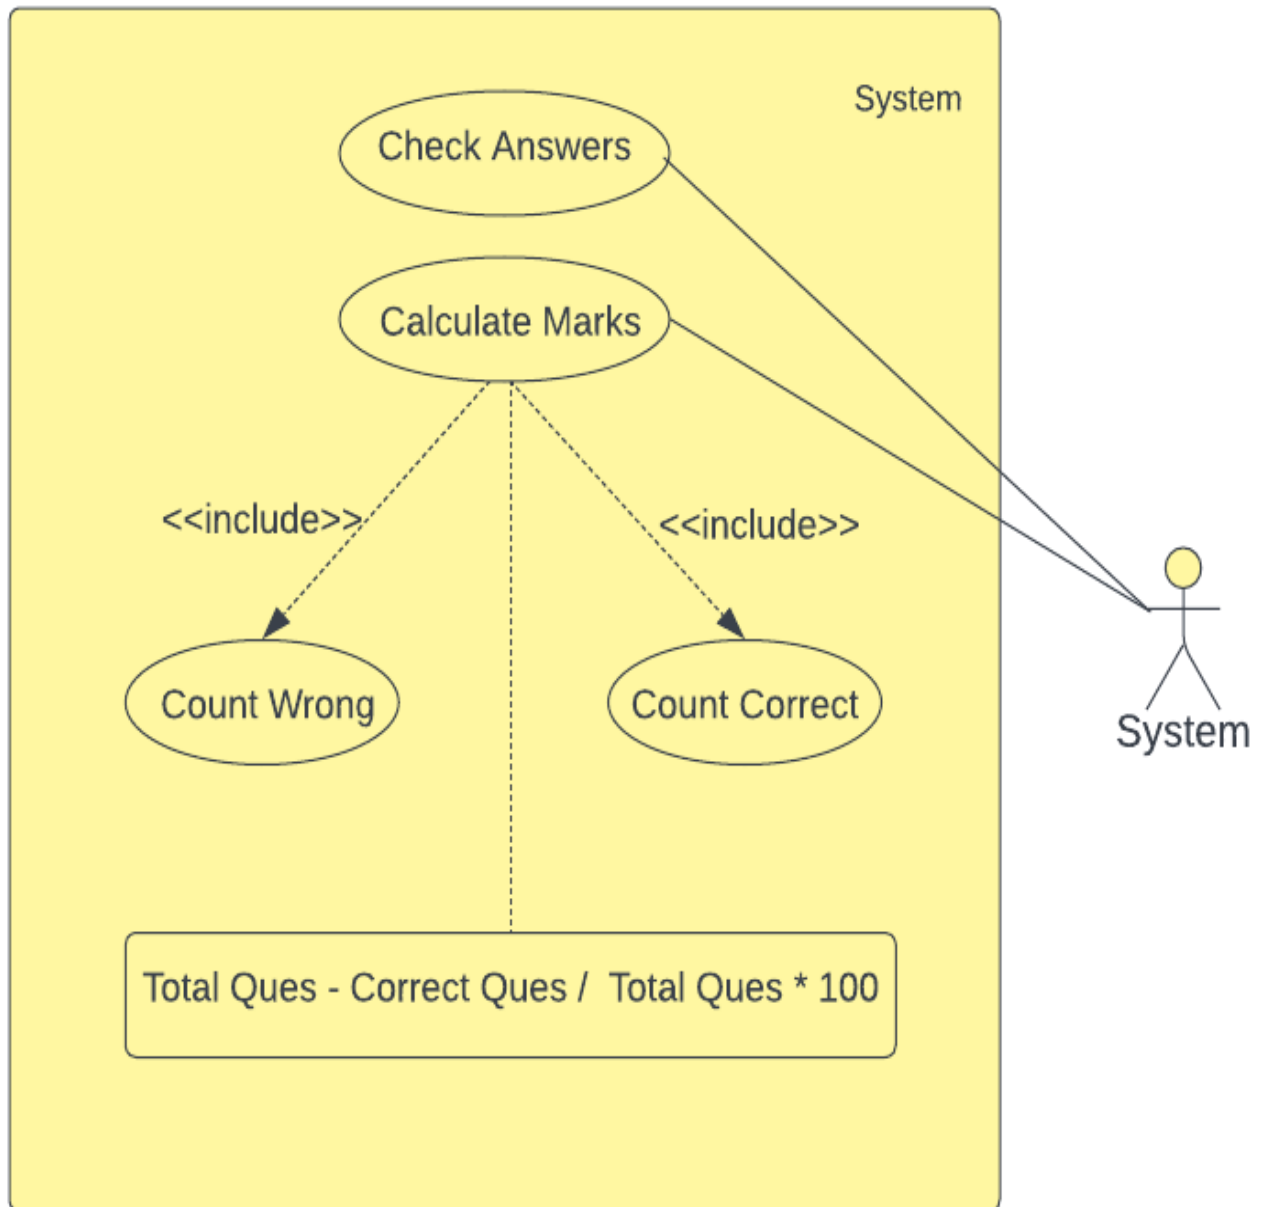 System
Check Answers
Calculate Marks
<<include>>
<<include>>
Count Wrong
Count Correct
System
Total Ques - Correct Ques / Total Ques * 100